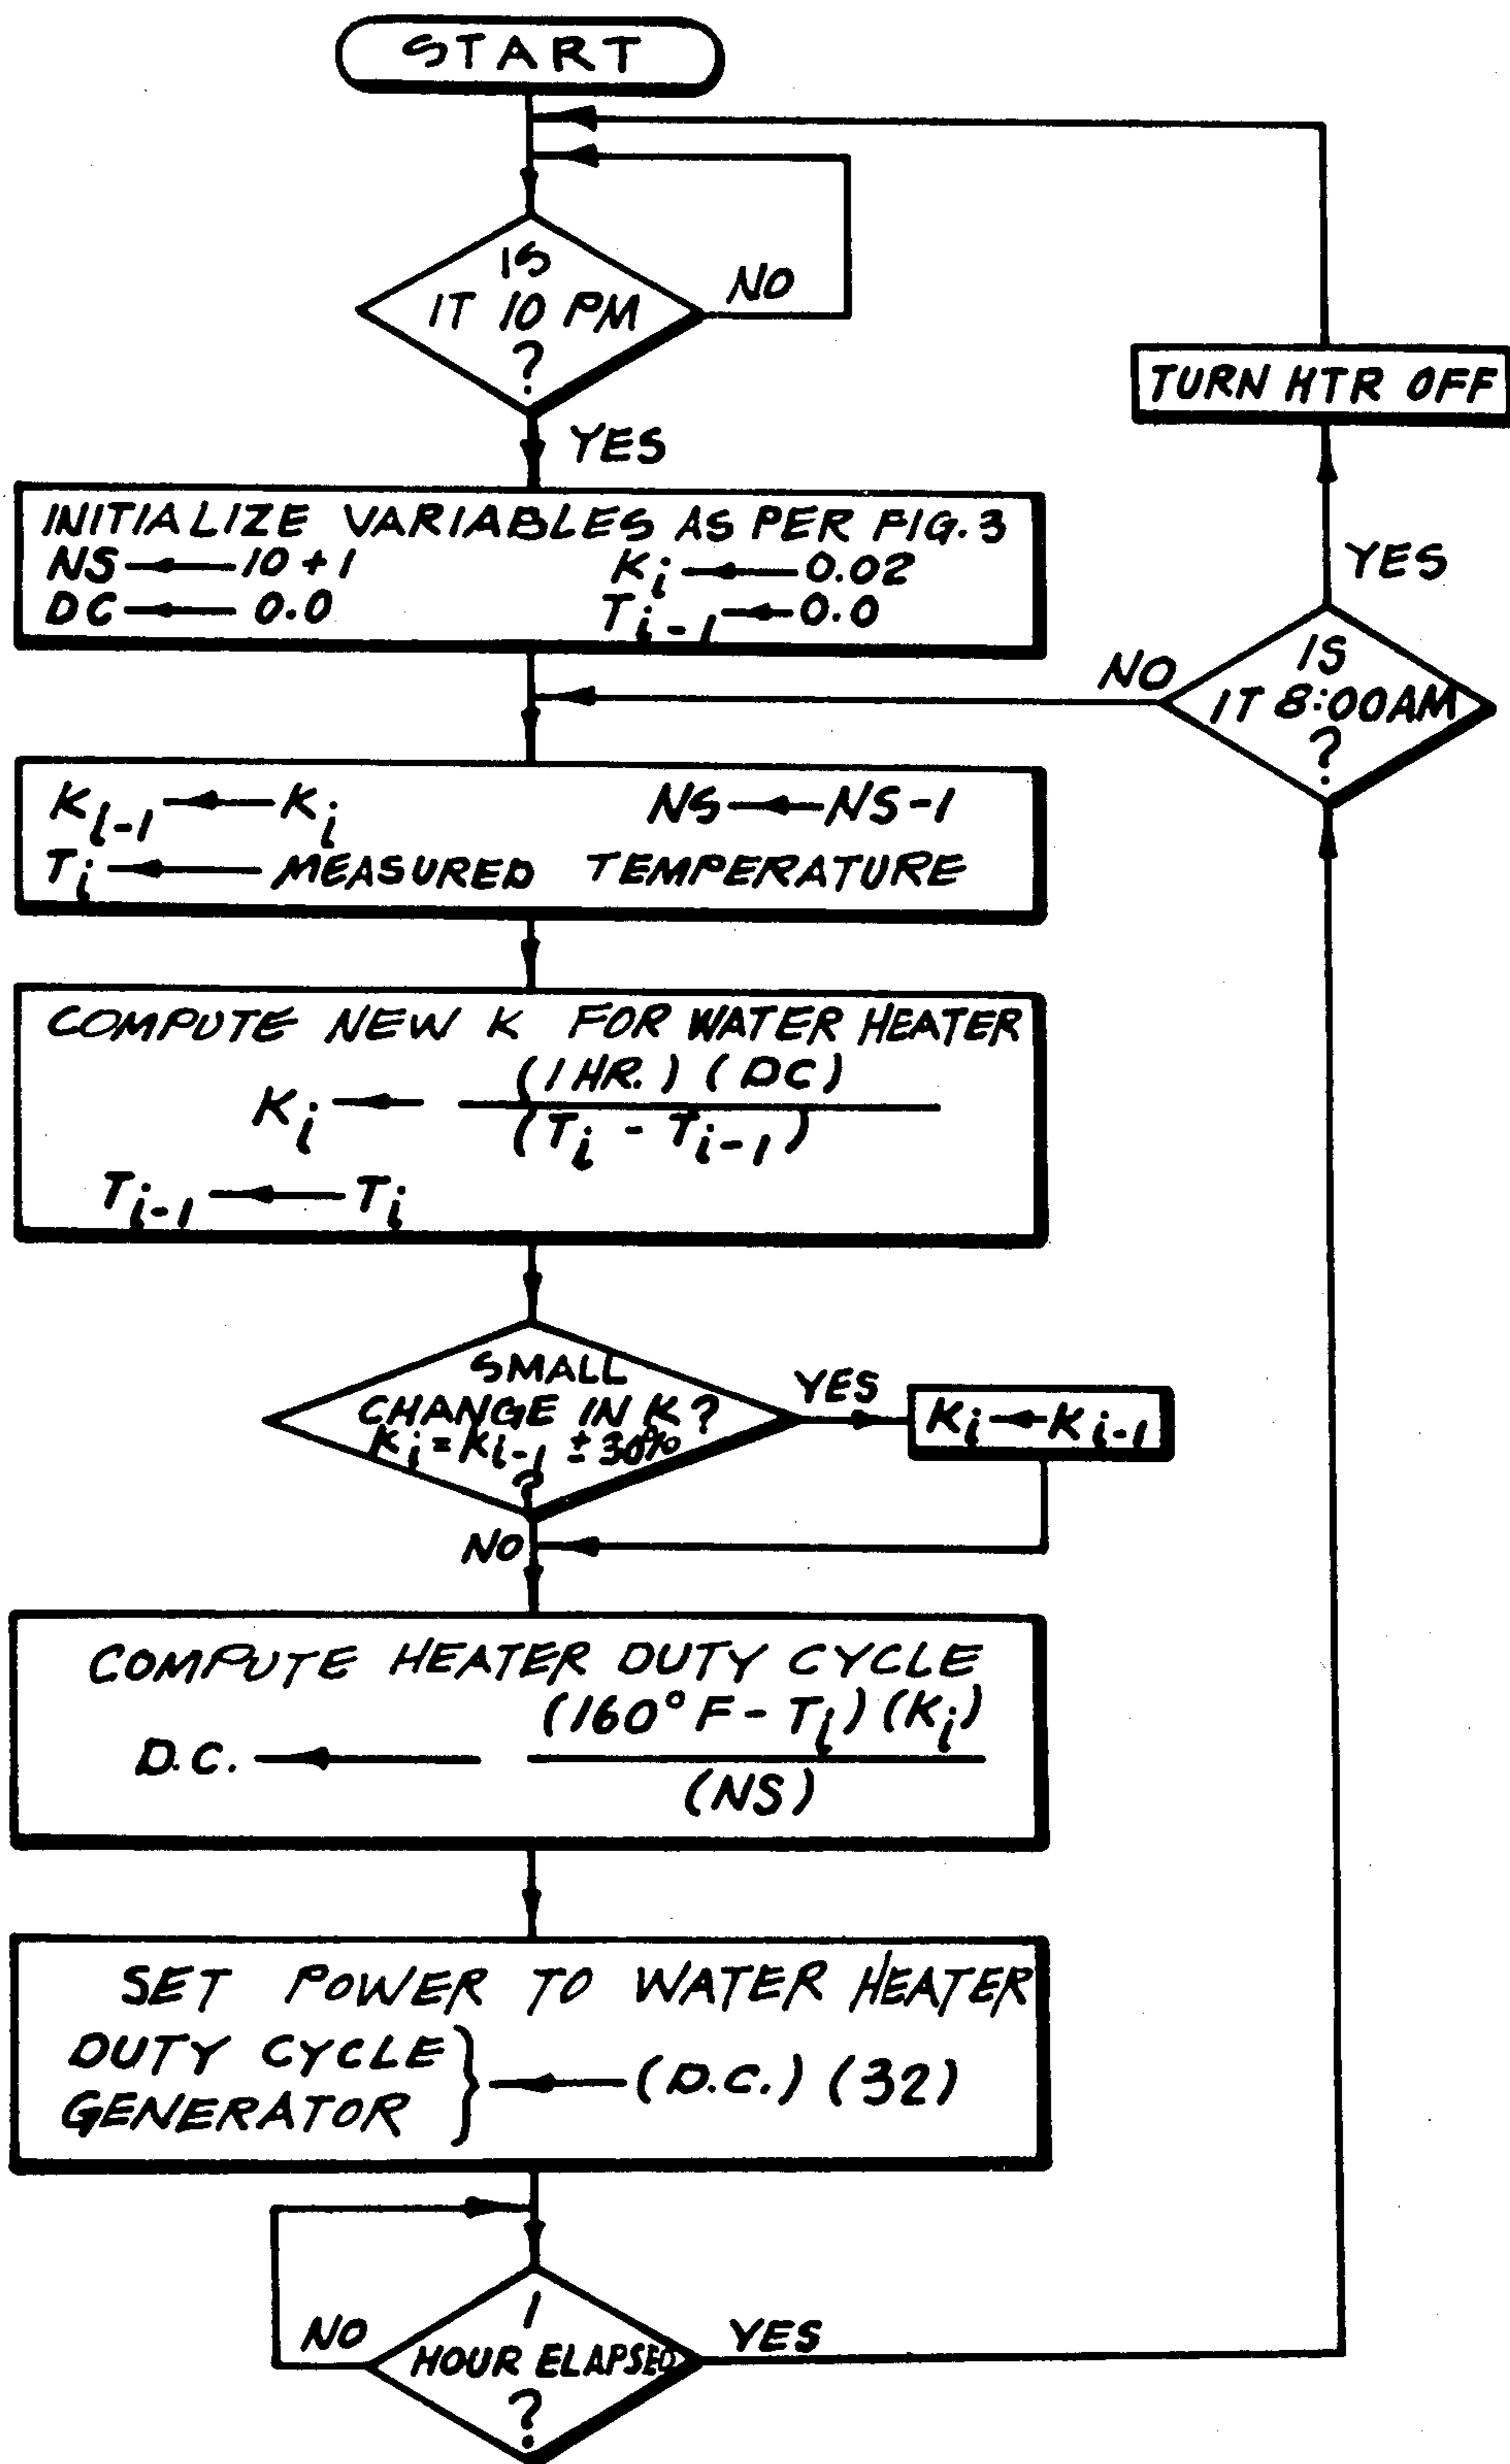 START
IS
IT 10 PM
?
NO
YES
INITIALIZE VARIABLES AS PER FIG. 3
NS ← 10 + 1 Ki ← 0.02
DC ← 0.0 Ti-1 ← 0.0
Ki-1 ← Ki NS ← NS-1
Ti ← MEASURED TEMPERATURE
COMPUTE NEW K FOR WATER HEATER
Ki ← (1 HR.) (DC)
(Ti - Ti-1)
Ti-1 ← Ti
SMALL
CHANGE IN K?
Ki = Ki-1 ± 30%
?
YES
Ki ← Ki-1
NO
COMPUTE HEATER DUTY CYCLE
(160° F - Ti) (Ki)
D.C. ←
(NS)
SET POWER TO WATER HEATER
DUTY CYCLE
GENERATOR } ← (D.C.) (32)
1
HOUR ELAPSED
?
NO
YES
IS
IT 8:00AM
?
NO
YES
TURN HTR OFF